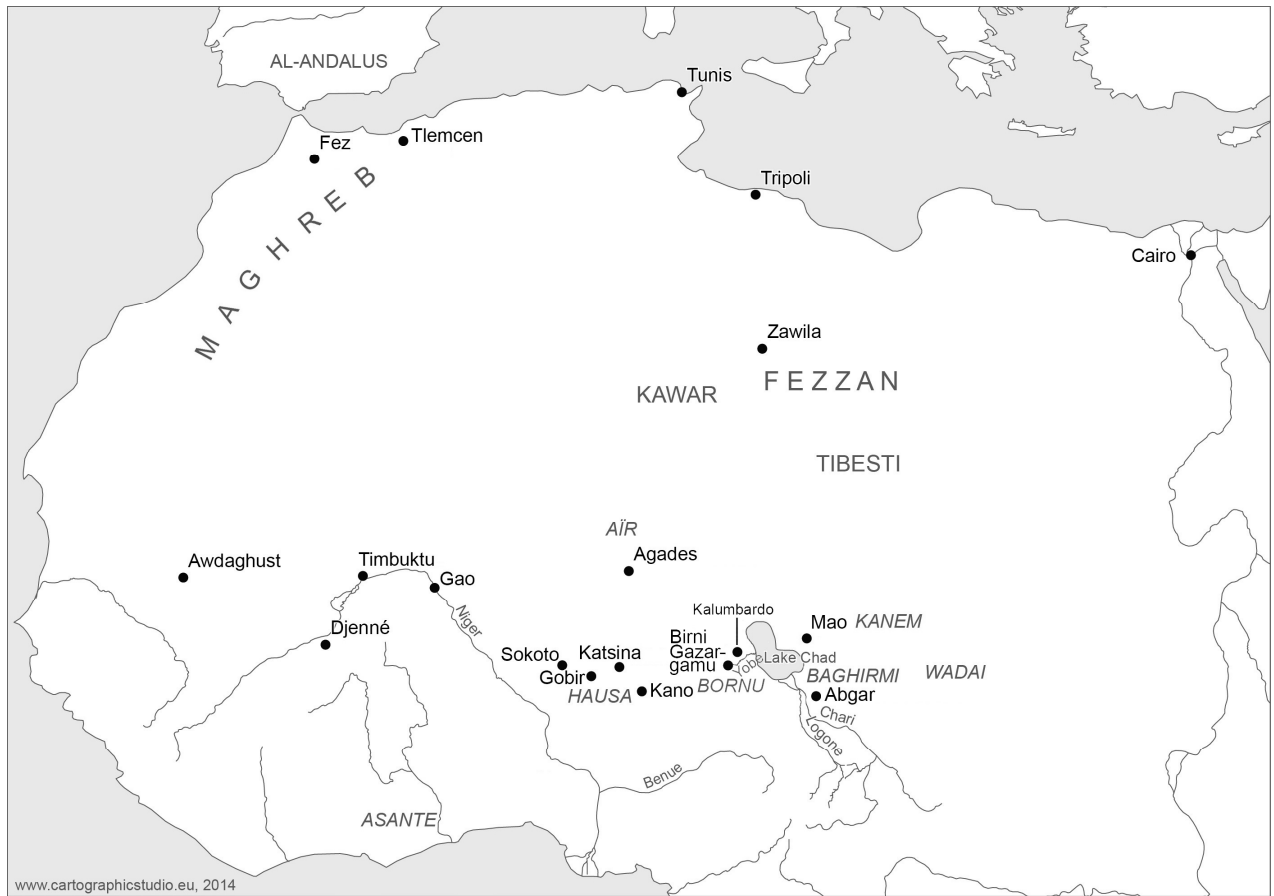 AL-ANDALUS
Tunis
Fez
Tlemcen
MAGHREB
Tripoli
Cairo
Zawila
FEZZAN
KAWAR
TIBESTI
AÏR
Agades
Awdaghust
Timbuktu
Gao
Niger
Djenné
Kalumbardo
Mao
KANEM
Birni
Gazar-
gamu
Yobe
Lake Chad
Sokoto
Katsina
Gobir
HAUSA
Kano
BORNU
BAGHIRMI
WADAI
Abgar
Chari
Logone
Benue
ASANTE
www.cartographicstudio.eu, 2014